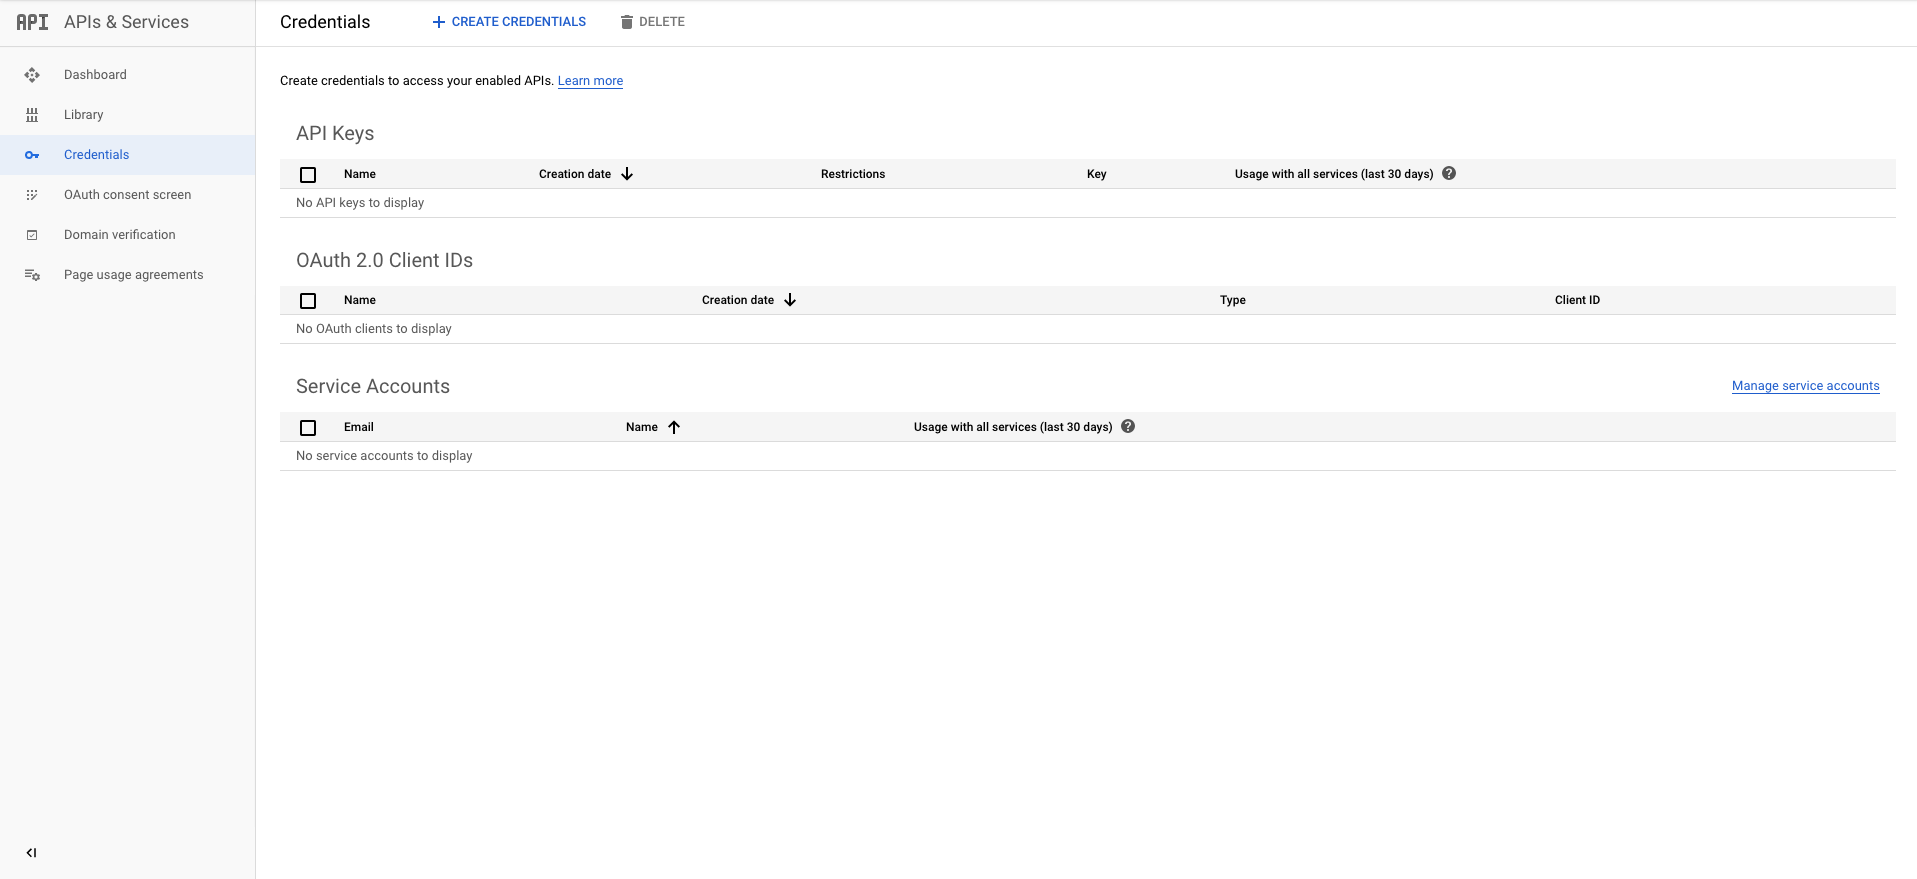 API APIs & Services
Credentials
CREATE CREDENTIALS
DELETE
Dashboard
Library
Credentials
OAuth consent screen
Domain verification
Page usage agreements
Create credentials to access your enabled APIs. Learn more
API Keys
Name Creation date Restrictions Key Usage with all services (last 30 days)
No API keys to display
OAuth 2.0 Client IDs
Name Creation date Type Client ID
No OAuth clients to display
Service Accounts
Manage service accounts
Email Name Usage with all services (last 30 days)
No service accounts to display